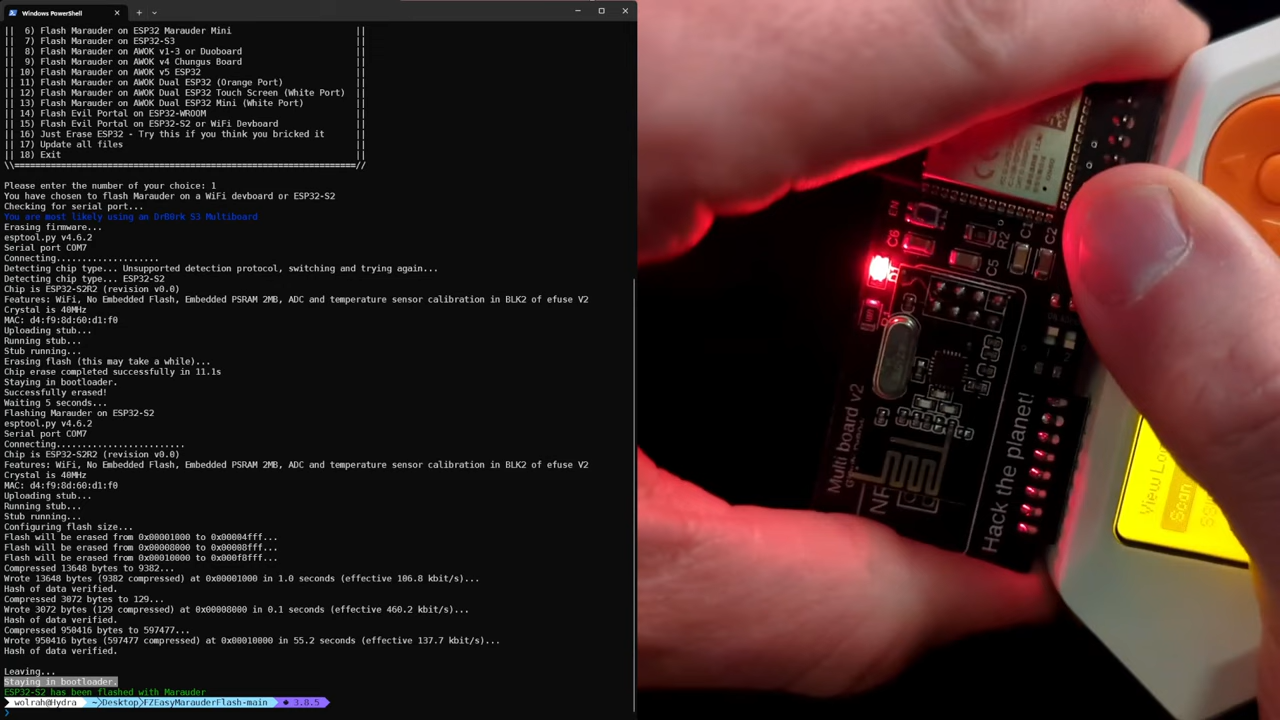 Windows PowerShell
|| 6) Flash Marauder on ESP32 Marauder Mini ||
|| 7) Flash Marauder on ESP32-S3 ||
|| 8) Flash Marauder on AWOK v1-3 or Duoboard ||
|| 9) Flash Marauder on AWOK v4 Chungus Board ||
|| 10) Flash Marauder on AWOK v5 ESP32 ||
|| 11) Flash Marauder on AWOK Dual ESP32 (Orange Port) ||
|| 12) Flash Marauder on AWOK Dual ESP32 Touch Screen (White Port) ||
|| 13) Flash Marauder on AWOK Dual ESP32 Mini (White Port) ||
|| 14) Flash Evil Portal on ESP32-WROOM ||
|| 15) Flash Evil Portal on ESP32-S2 or WiFi Devboard ||
|| 16) Just Erase ESP32 - Try this if you think you bricked it ||
|| 17) Update all files ||
|| 18) Exit ||
\\==================================================================//
Please enter the number of your choice: 1
You have chosen to flash Marauder on a WiFi devboard or ESP32-S2
Checking for serial port...
You are most likely using an DrB0rk S3 Multiboard
Erasing firmware...
esptool.py v4.6.2
Serial port COM7
Connecting....................
Detecting chip type... Unsupported detection protocol, switching and trying again...
Detecting chip type... ESP32-S2
Chip is ESP32-S2R2 (revision v0.0)
Features: WiFi, No Embedded Flash, Embedded PSRAM 2MB, ADC and temperature sensor calibration in BLK2 of efuse V2
Crystal is 40MHz
MAC: d4:f9:8d:60:d1:f0
Uploading stub...
Running stub...
Stub running...
Erasing flash (this may take a while)...
Chip erase completed successfully in 11.1s
Staying in bootloader.
Successfully erased!
Waiting 5 seconds...
Flashing Marauder on ESP32-S2
esptool.py v4.6.2
Serial port COM7
Connecting.........................
Chip is ESP32-S2R2 (revision v0.0)
Features: WiFi, No Embedded Flash, Embedded PSRAM 2MB, ADC and temperature sensor calibration in BLK2 of efuse V2
Crystal is 40MHz
MAC: d4:f9:8d:60:d1:f0
Uploading stub...
Running stub...
Stub running...
Configuring flash size...
Flash will be erased from 0x00001000 to 0x00004fff...
Flash will be erased from 0x00008000 to 0x00008fff...
Flash will be erased from 0x00010000 to 0x000f8fff...
Compressed 13648 bytes to 9382...
Wrote 13648 bytes (9382 compressed) at 0x00001000 in 1.0 seconds (effective 106.8 kbit/s)...
Hash of data verified.
Compressed 3072 bytes to 129...
Wrote 3072 bytes (129 compressed) at 0x00008000 in 0.1 seconds (effective 460.2 kbit/s)...
Hash of data verified.
Compressed 950416 bytes to 597477...
Wrote 950416 bytes (597477 compressed) at 0x00010000 in 55.2 seconds (effective 137.7 kbit/s)...
Hash of data verified.
Leaving...
Staying in bootloader.
ESP32-S2 has been flashed with Marauder
wolrah@Hydra ~\Desktop\FZEasyMarauderFlash-main 3.8.5
EN
C6
R2
C1
C2
C5
C3
Multi board v2
NR
Hack the planet!
View Lo
Scan